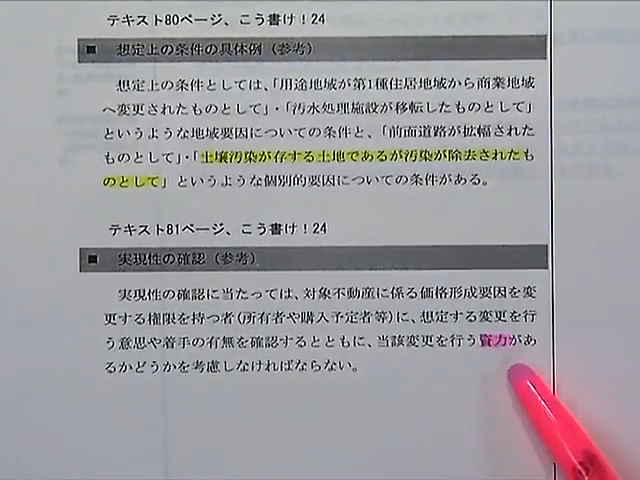 テキスト80ページ、こう書け！24
■ 想定上の条件の具体例（参考）
想定上の条件としては、「用途地域が第1種住居地域から商業地域
へ変更されたものとして」・「汚水処理施設が移転したものとして」
というような地域要因についての条件と、「前面道路が拡幅された
ものとして」・「土壌汚染が存する土地であるが汚染が除去されたも
のとして」というような個別的要因についての条件がある。
テキスト81ページ、こう書け！24
■ 実現性の確認（参考）
実現性の確認に当たっては、対象不動産に係る価格形成要因を変
更する権限を持つ者（所有者や購入予定者等）に、想定する変更を行
う意思や着手の有無を確認するとともに、当該変更を行う資力があ
るかどうかを考慮しなければならない。